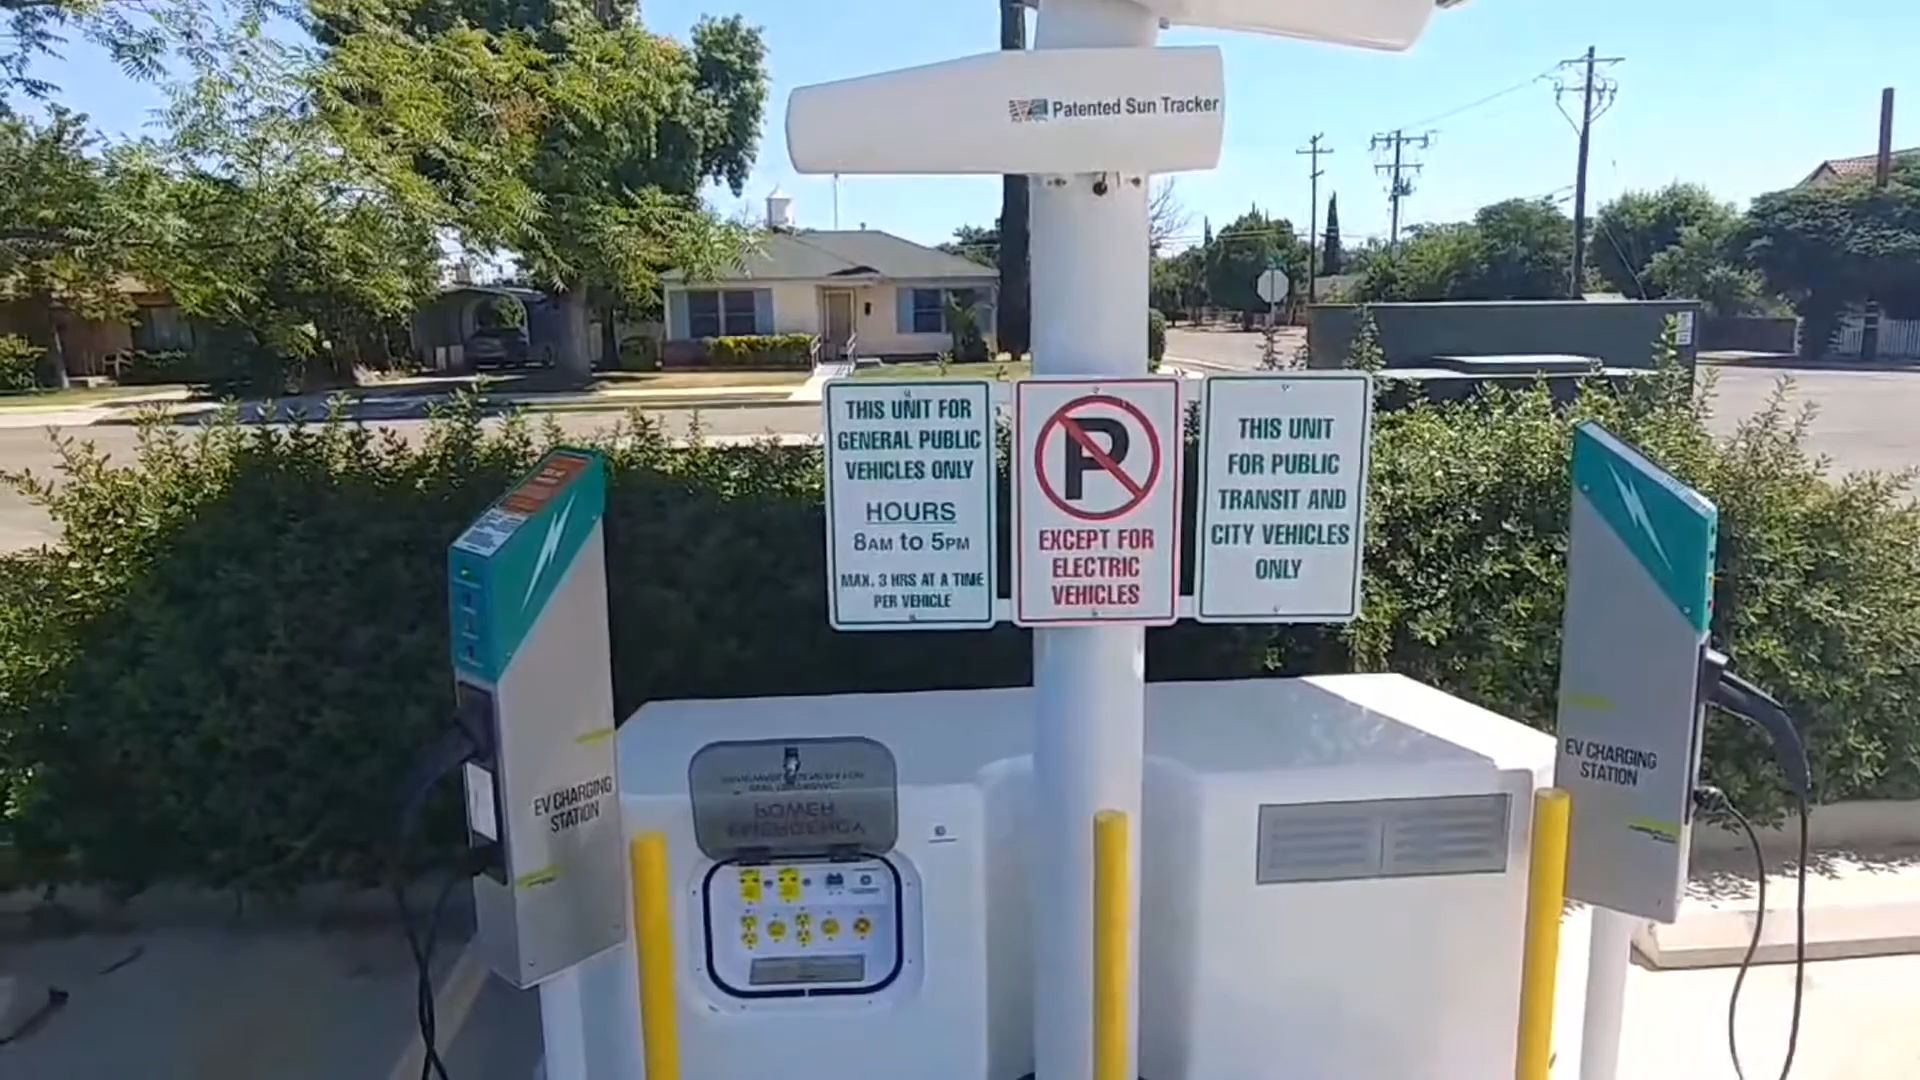 Patented Sun Tracker
THIS UNIT FOR
GENERAL PUBLIC
VEHICLES ONLY
HOURS
8AM to 5PM
MAX. 3 HRS AT A TIME
PER VEHICLE
P
EXCEPT FOR
ELECTRIC
VEHICLES
THIS UNIT
FOR PUBLIC
TRANSIT AND
CITY VEHICLES
ONLY
EV CHARGING
STATION
EMERGENCY
POWER
EV CHARGING
STATION